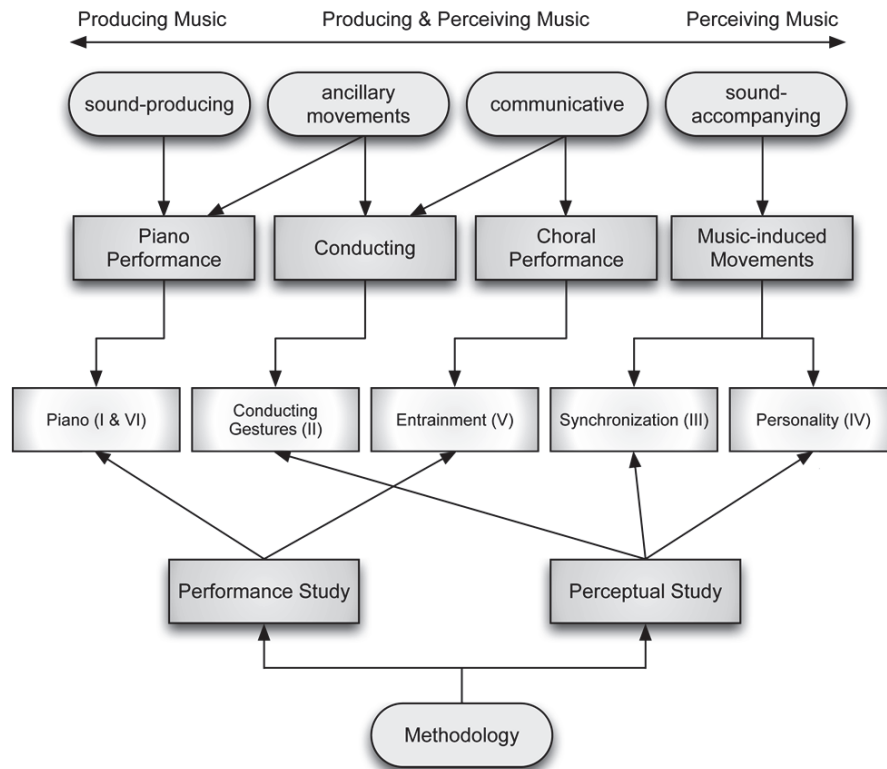 Producing Music
Producing & Perceiving Music
Perceiving Music
sound-producing
ancillary
movements
communicative
sound-
accompanying
Piano
Performance
Conducting
Choral
Performance
Music-induced
Movements
Piano (I & VI)
Conducting
Gestures (II)
Entrainment (V)
Synchronization (III)
Personality (IV)
Performance Study
Perceptual Study
Methodology